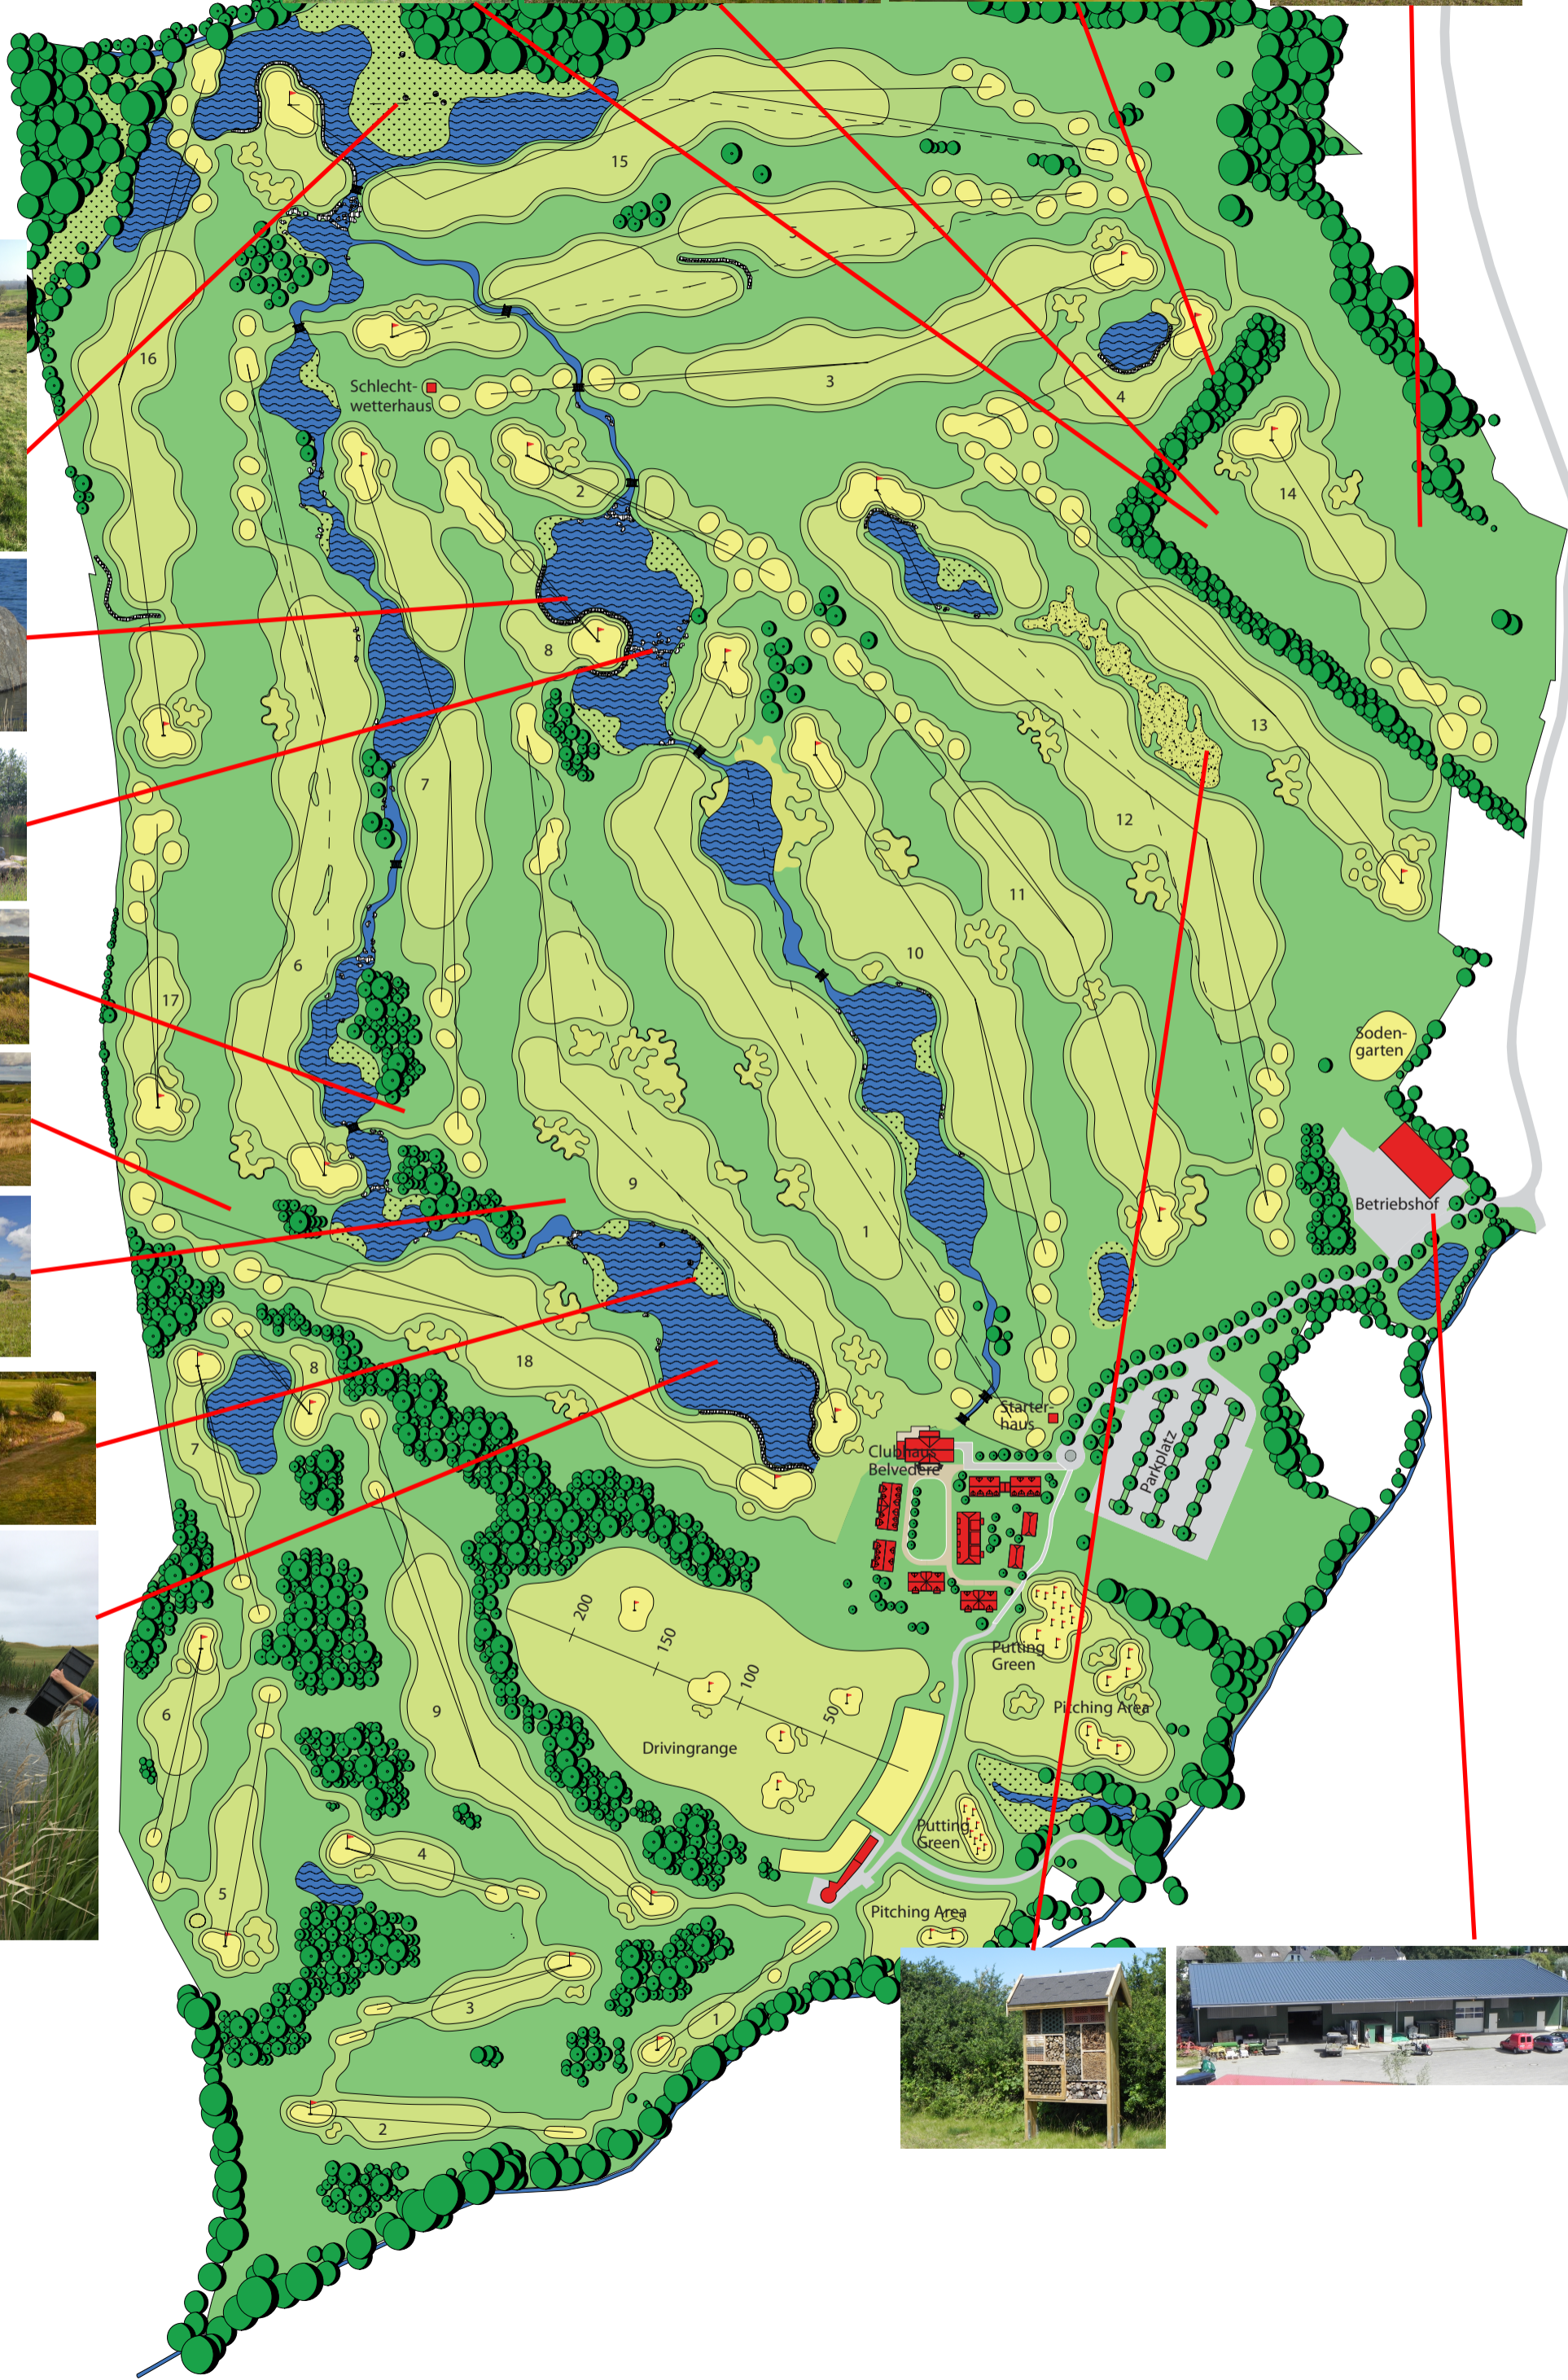 15
5
16
3
Schlecht-
wetterhaus
4
2
14
8
13
7
12
11
10
6
17
Soden-
garten
9
Betriebshof
1
18
8
7
Starter-
haus
Clubhaus
Belvedere
Parkplatz
200
150
100
50
Putting
Green
6
9
Pitching Area
Drivingrange
Putting
Green
4
5
Pitching Area
3
1
2